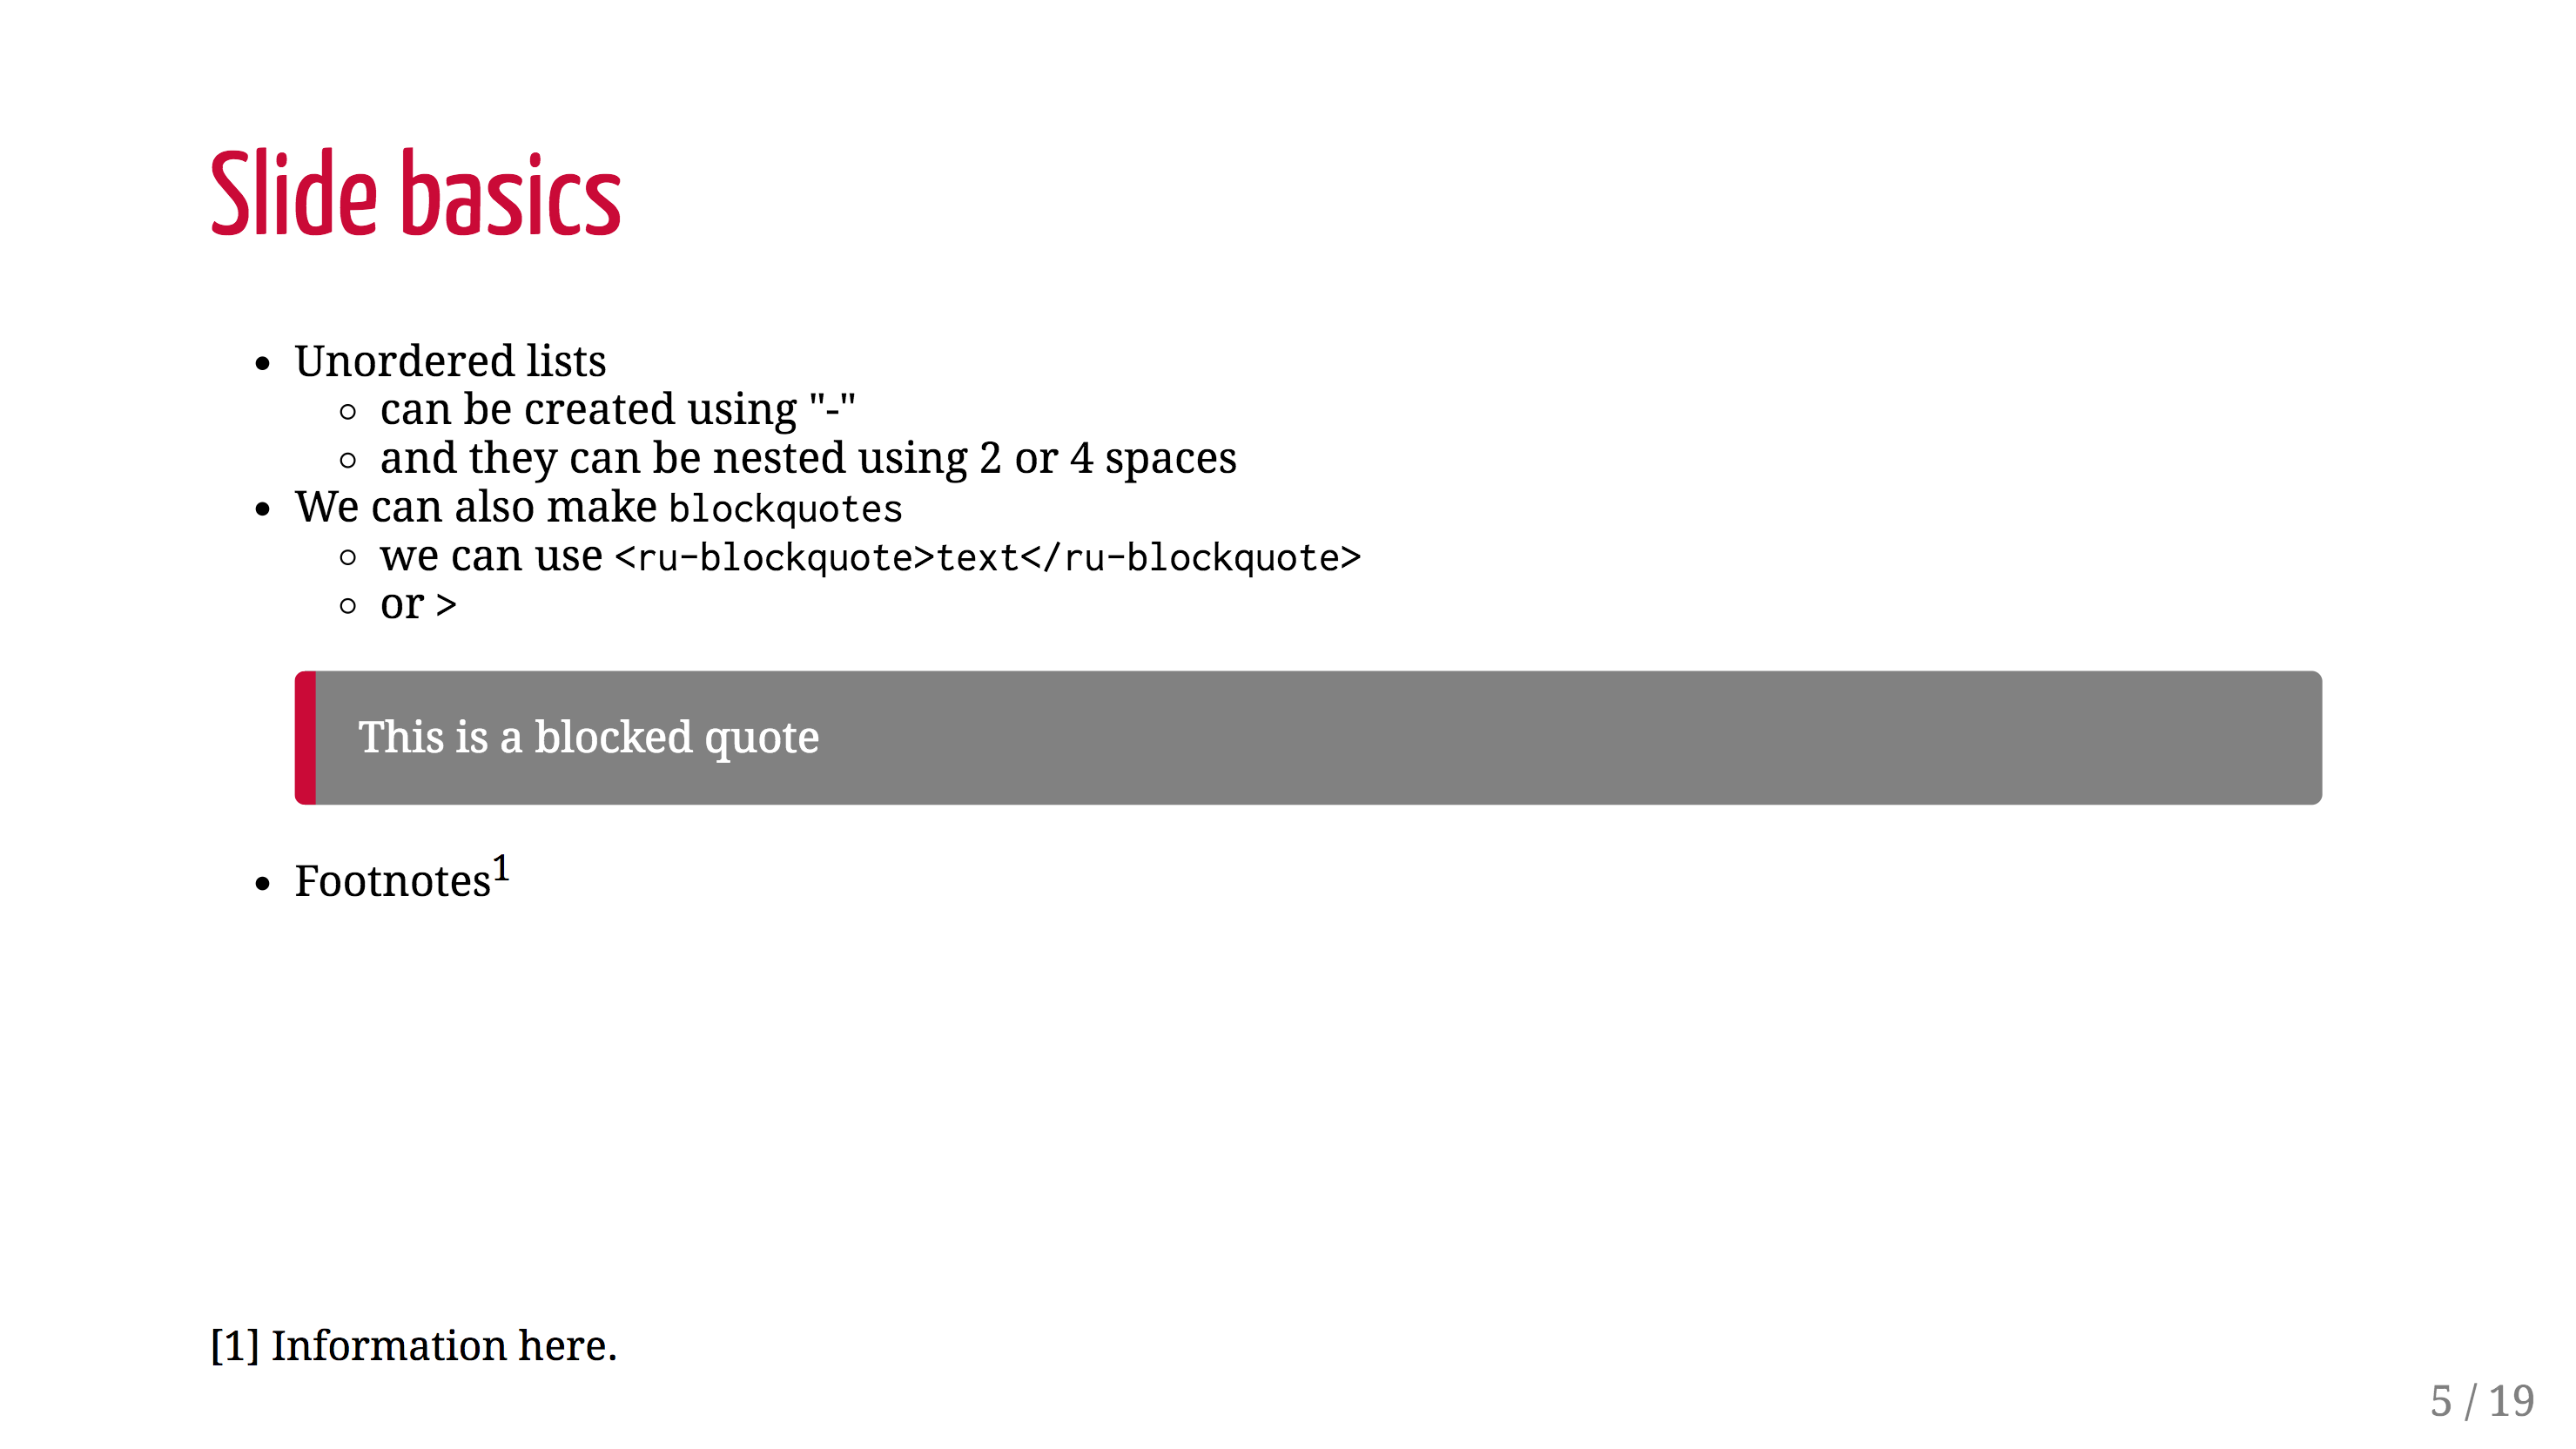 Slide basics
Unordered lists
can be created using "-"
and they can be nested using 2 or 4 spaces
We can also make blockquotes
we can use <ru-blockquote>text</ru-blockquote>
or >
This is a blocked quote
Footnotes1
[1] Information here.
5 / 19